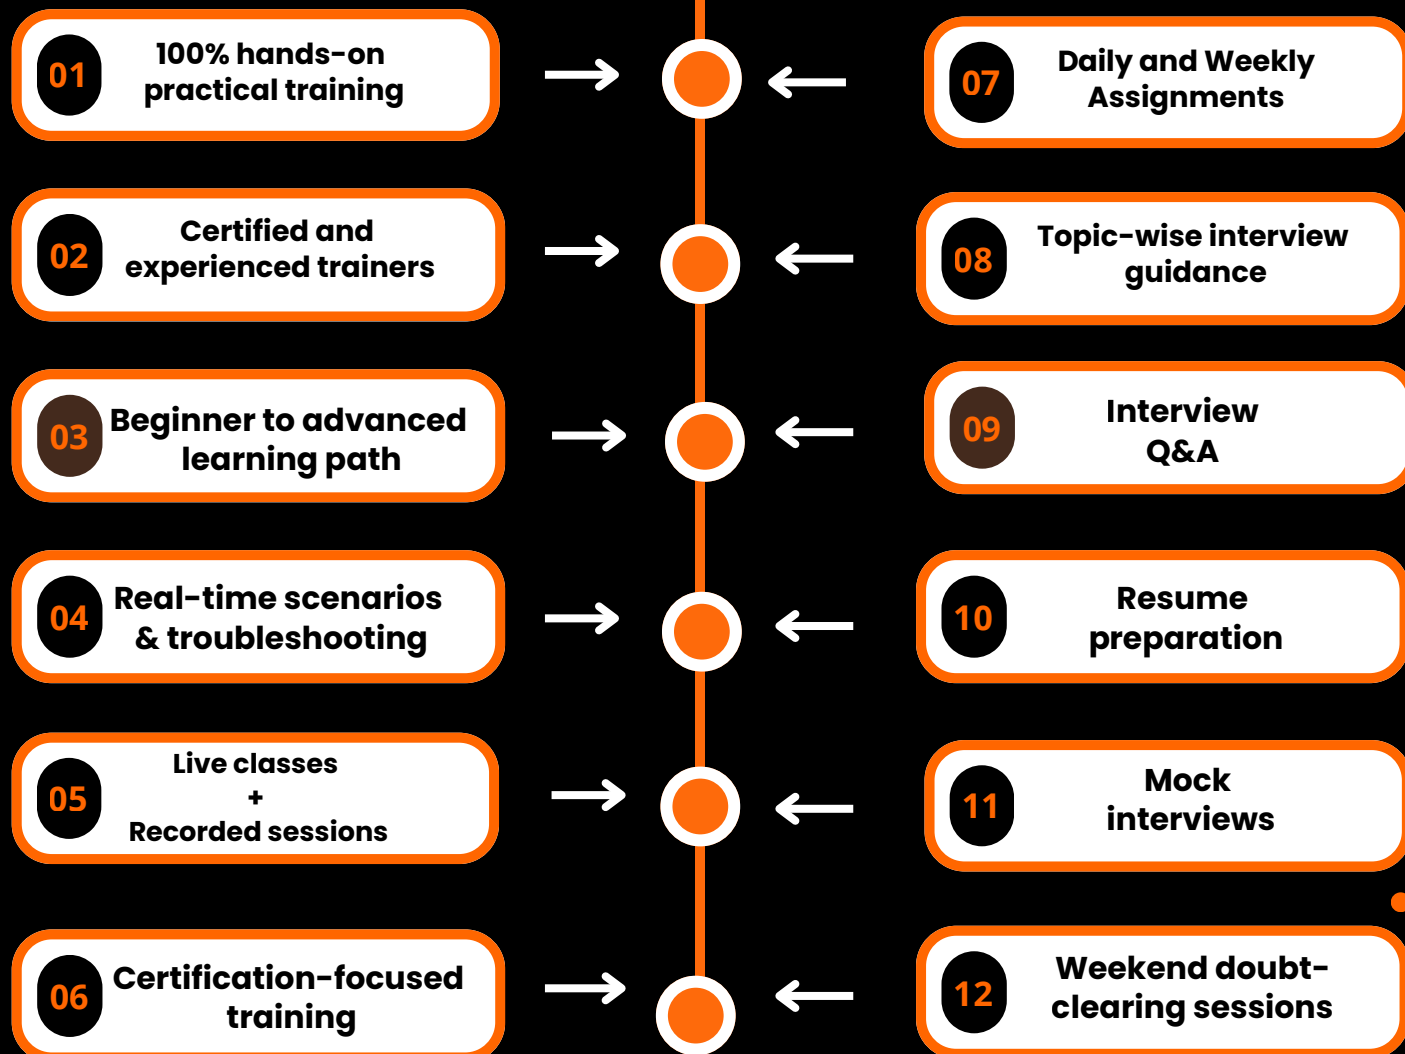 01
100% hands-on
practical training
02
Certified and
experienced trainers
03
Beginner to advanced
learning path
04
Real-time scenarios
& troubleshooting
05
Live classes
+
Recorded sessions
06
Certification-focused
training
07
Daily and Weekly
Assignments
08
Topic-wise interview
guidance
09
Interview
Q&A
10
Resume
preparation
11
Mock
interviews
12
Weekend doubt-
clearing sessions